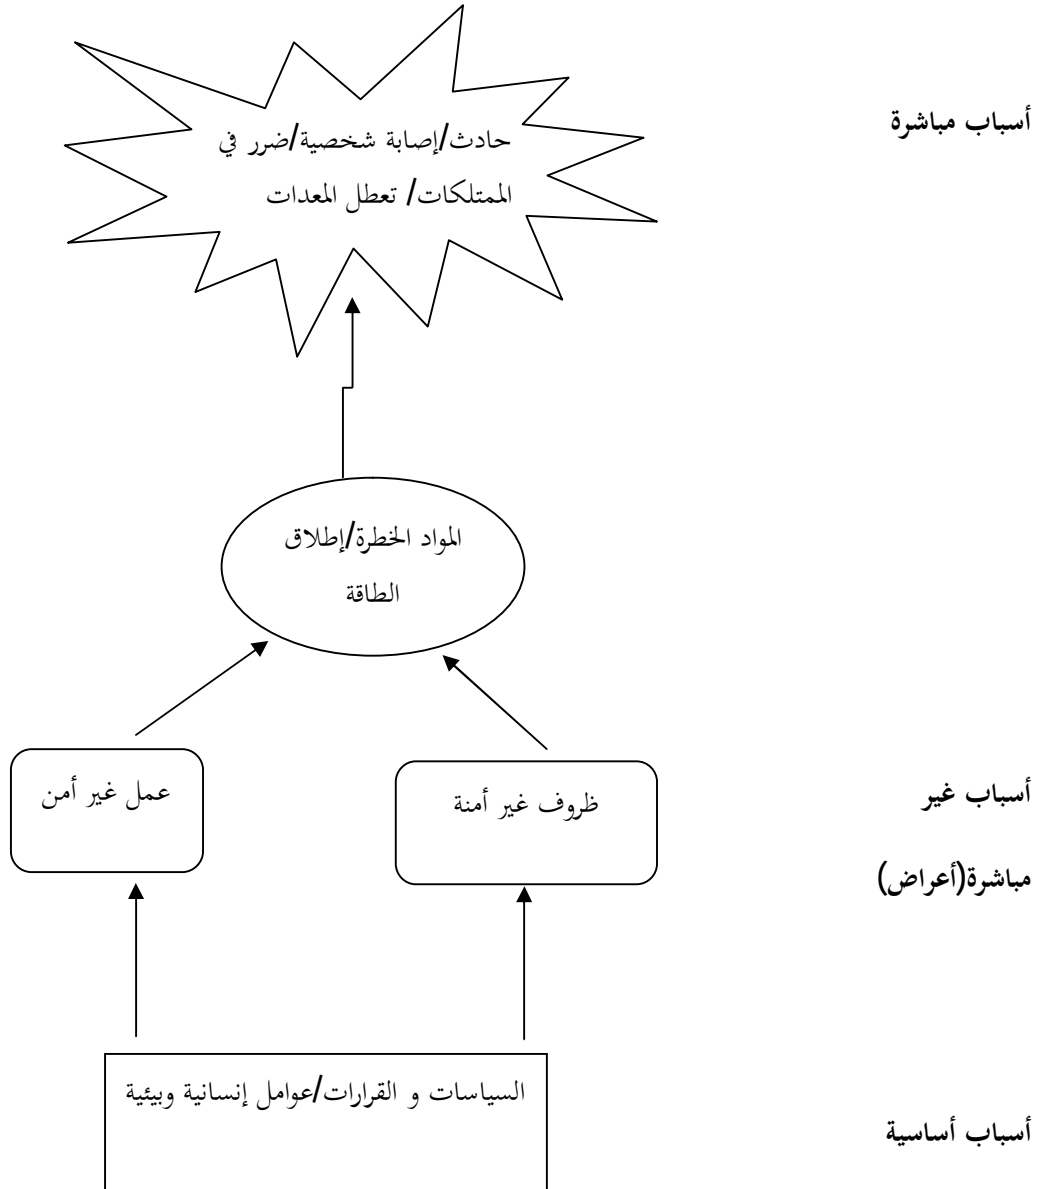 أسباب مباشرة
حادث/إصابة شخصية/ضرر في
الممتلكات/ تعطل المعدات
المواد الخطرة/إطلاق
الطاقة
أسباب غير
مباشرة(أعراض)
ظروف غير أمنة
عمل غير أمن
السياسات و القرارات/عوامل إنسانية وبيئية
أسباب أساسية